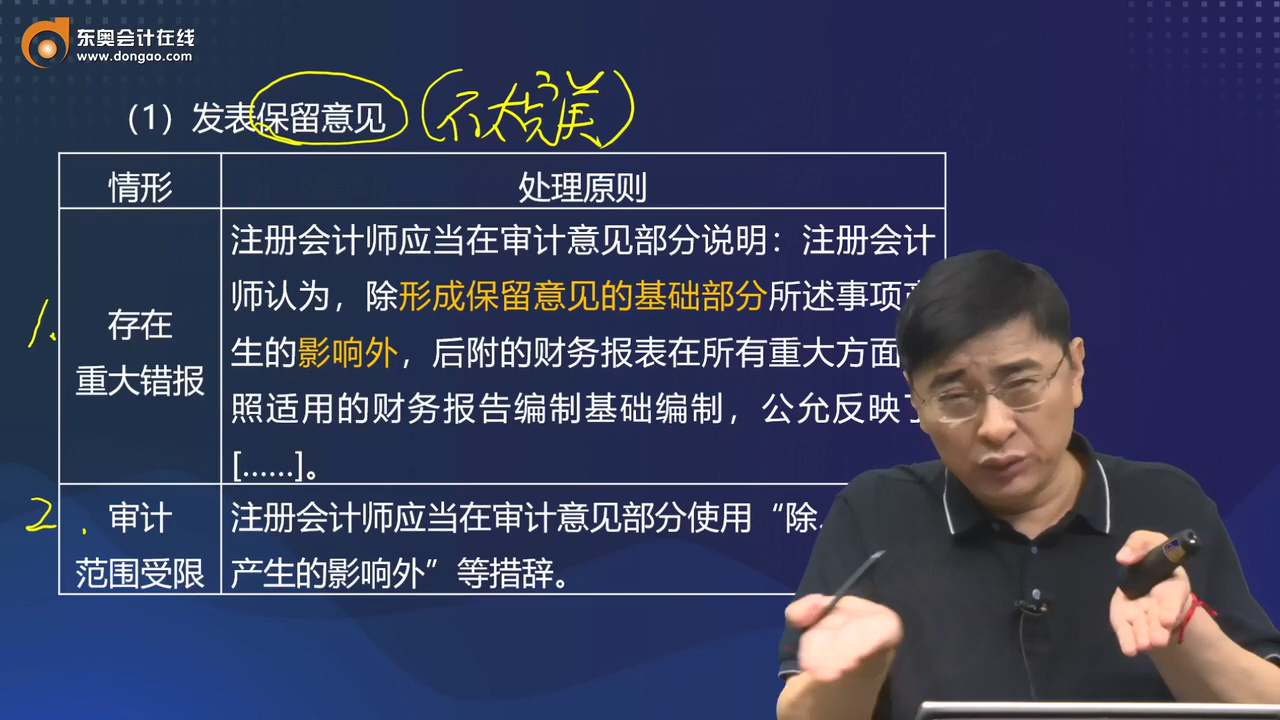 东奥会计在线
www.dongao.com
（1）发表保留意见 (不太完美)
情形 处理原则
1. 存在
重大错报
注册会计师应当在审计意见部分说明：注册会计
师认为，除形成保留意见的基础部分所述事项产
生的影响外，后附的财务报表在所有重大方面
照适用的财务报告编制基础编制，公允反映了
[……]。
2. 审计
范围受限
注册会计师应当在审计意见部分使用“除
产生的影响外”等措辞。